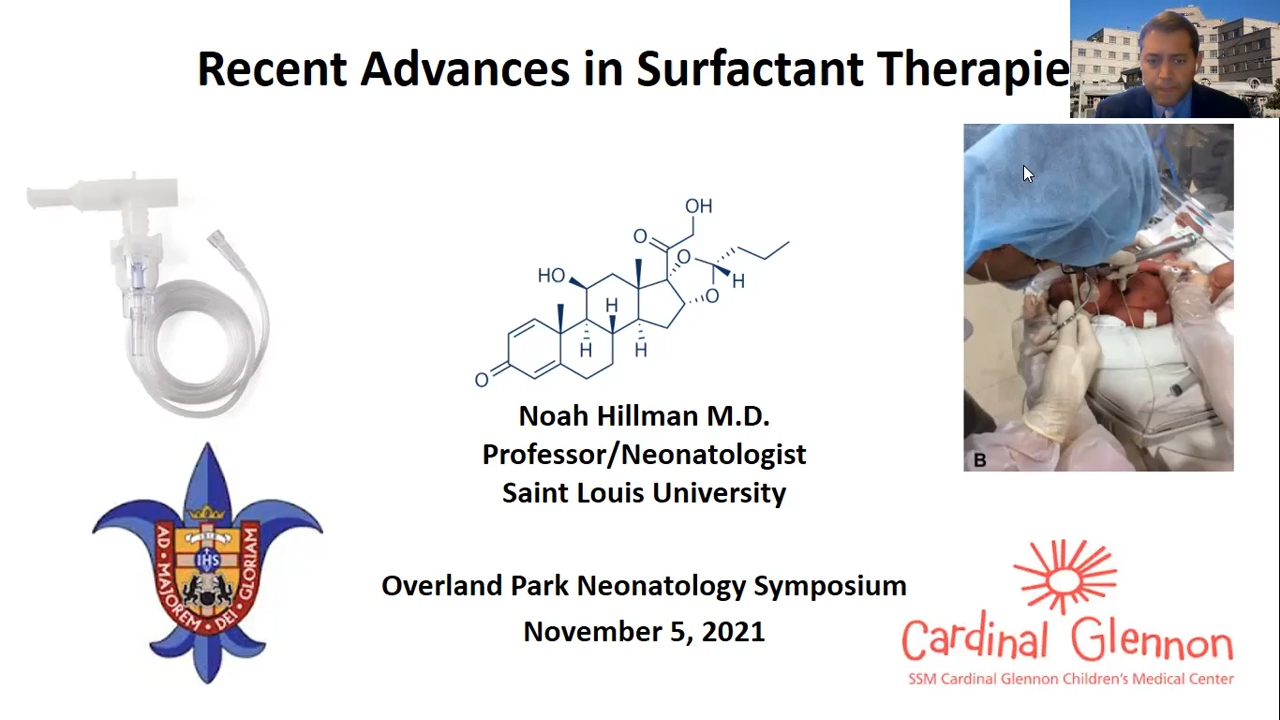 Recent Advances in Surfactant Therapie
OH
O
O
HO
H
H
O
H
H
O
B
Noah Hillman M.D.
Professor/Neonatologist
Saint Louis University
AD • MAJOREM • DEI • GLORIAM
IHS
Overland Park Neonatology Symposium
November 5, 2021
Cardinal Glennon
SSM Cardinal Glennon Children's Medical Center